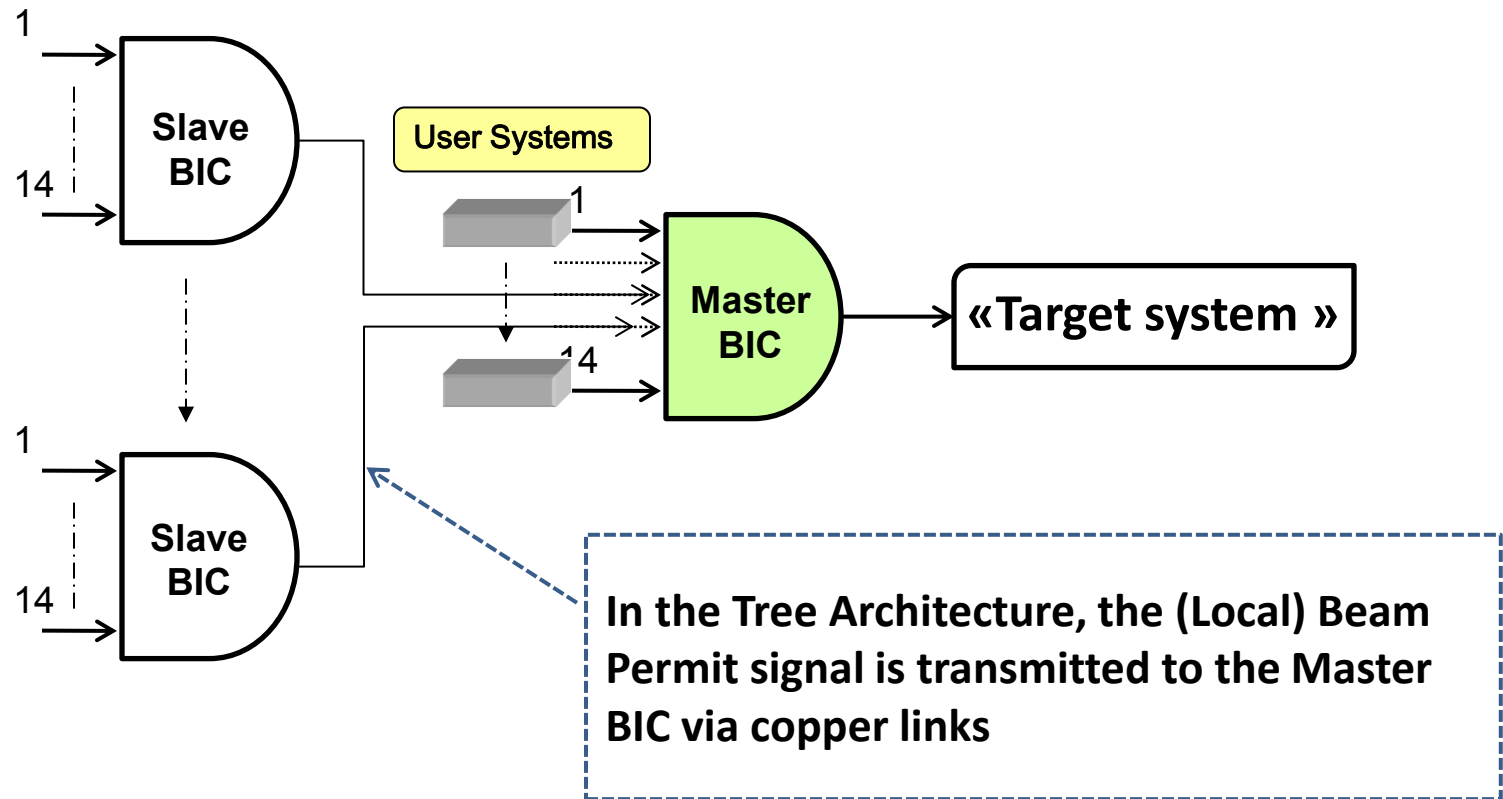 1
Slave
BIC
14
User Systems
1
14
Master
BIC
«Target system »
1
Slave
BIC
14
In the Tree Architecture, the (Local) Beam
Permit signal is transmitted to the Master
BIC via copper links